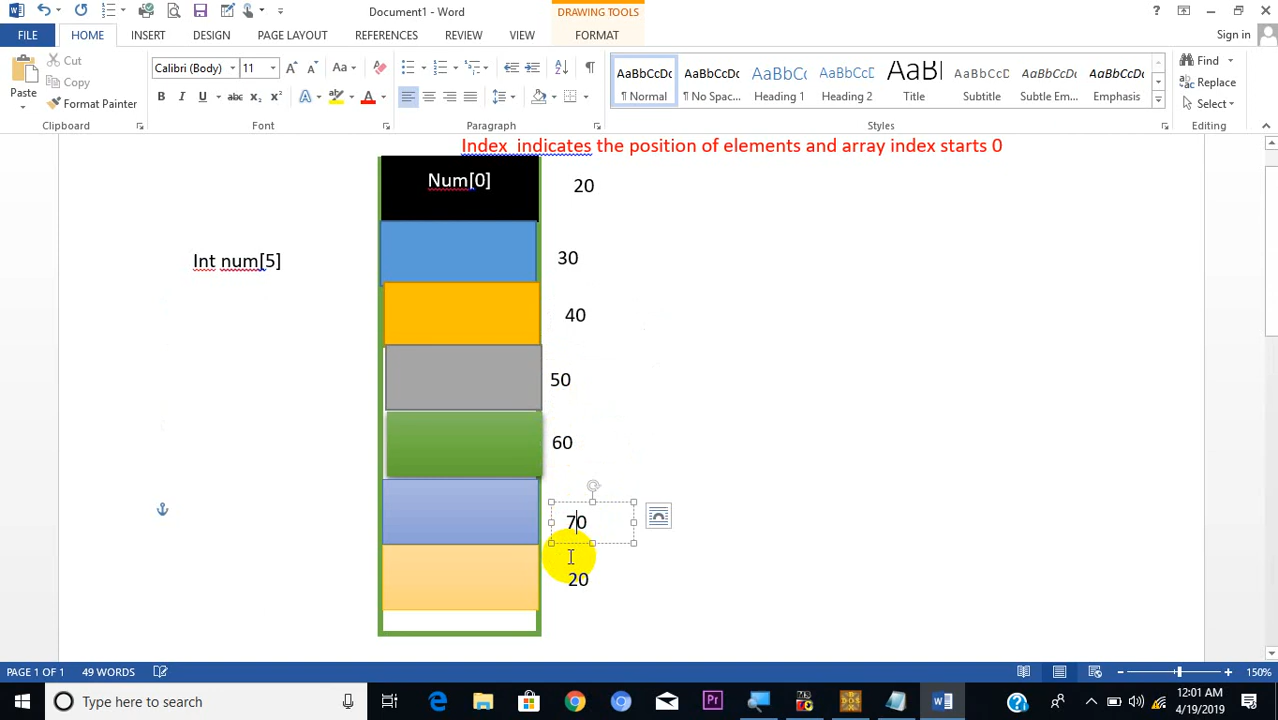 Document1 - Word
DRAWING TOOLS
Sign in
FILE HOME INSERT DESIGN PAGE LAYOUT REFERENCES REVIEW VIEW FORMAT
Paste
Cut
Copy
Format Painter
Calibri (Body) 11
AaBbCcDc AaBbCcDc AaBbCc AaBbCcD AaBl AaBbCcD AaBbCcDc AaBbCcDc
¶ Normal ¶ No Spac... Heading 1 Heading 2 Title Subtitle Subtle Em... Emphasis
Find
Replace
Select
Clipboard Font Paragraph Styles Editing
Index indicates the position of elements and array index starts 0
Num[0]
20
Int num[5]
30
40
50
60
70
20
PAGE 1 OF 1 49 WORDS
150%
Type here to search
12:01 AM
4/19/2019